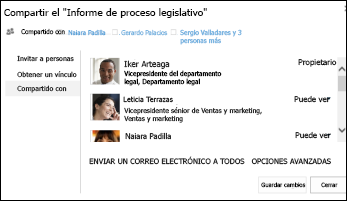 Compartir el "Informe de proceso legislativo"
Compartido con Naiara Padilla Gerardo Palacios Sergio Valladares y 3
personas más
Invitar a personas
Obtener un vínculo
Compartido con
Iker Arteaga
Propietario
Vicepresidente del departamento
legal, Departamento legal
Leticia Terrazas
Puede ver
Vicepresidente sénior de Ventas y marketing,
Ventas y marketing
Naiara Padilla
Puede ver
ENVIAR UN CORREO ELECTRÓNICO A TODOS OPCIONES AVANZADAS
Guardar cambios Cerrar